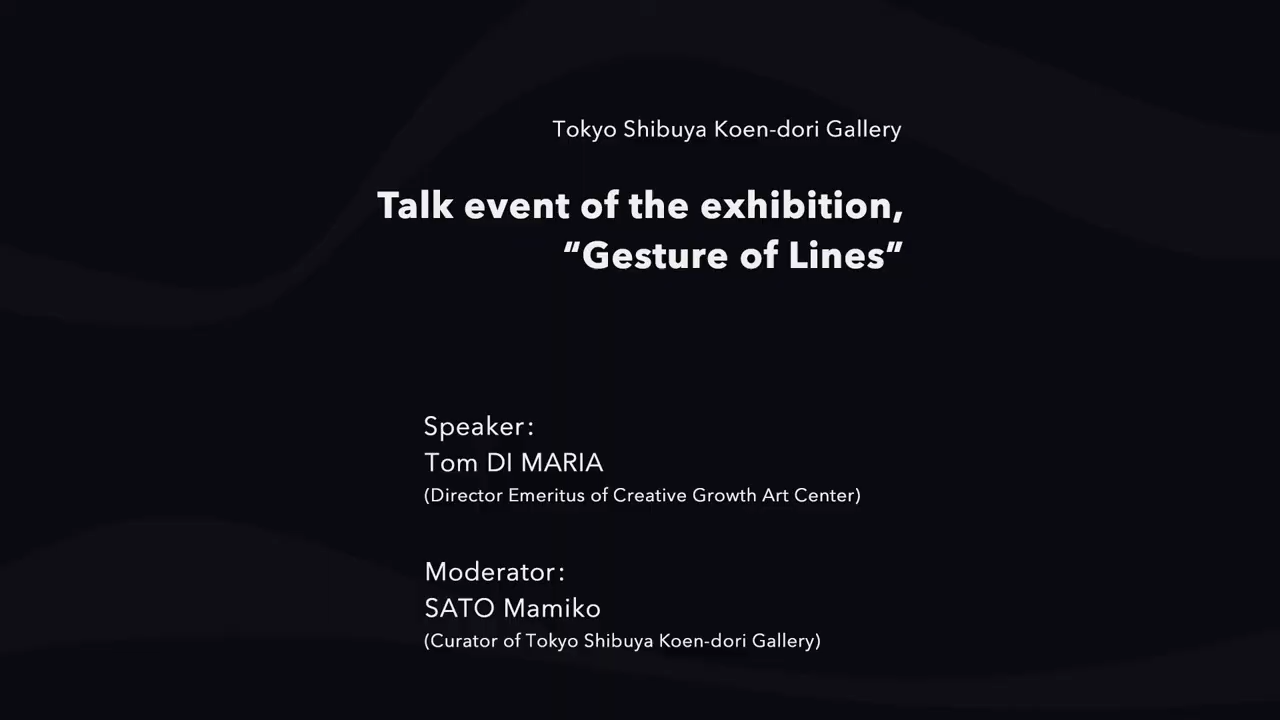 Tokyo Shibuya Koen-dori Gallery
Talk event of the exhibition,
“Gesture of Lines”
Speaker:
Tom DI MARIA
(Director Emeritus of Creative Growth Art Center)
Moderator:
SATO Mamiko
(Curator of Tokyo Shibuya Koen-dori Gallery)